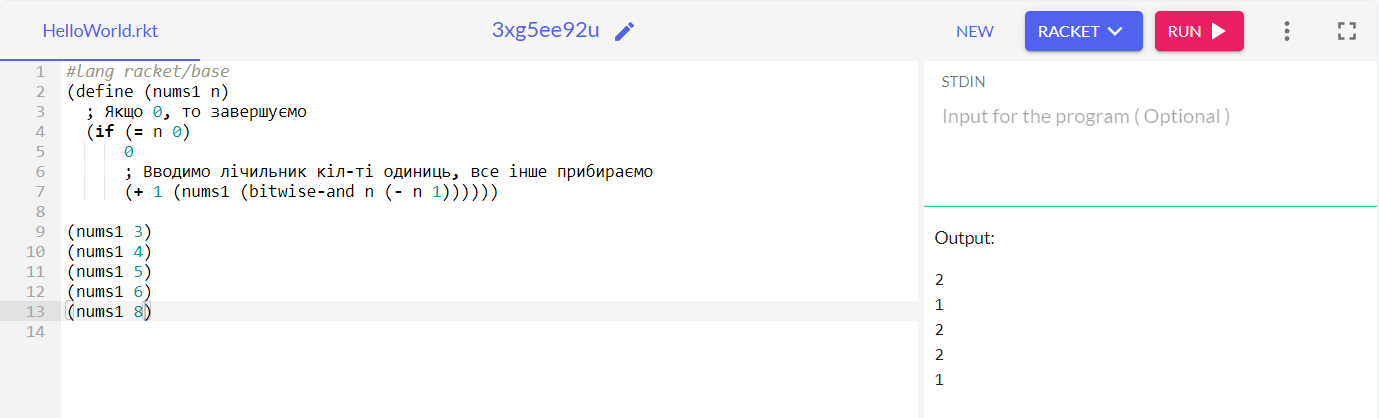 HelloWorld.rkt
3xg5ee92u
NEW
RACKET
RUN
1 #lang racket/base
2 (define (nums1 n)
3 ; Якщо 0, то завершуємо
4 (if (= n 0)
5 0
6 ; Вводимо лічильник кіл-ті одиниць, все інше прибираємо
7 (+ 1 (nums1 (bitwise-and n (- n 1))))))
8
9 (nums1 3)
10 (nums1 4)
11 (nums1 5)
12 (nums1 6)
13 (nums1 8)
14
STDIN
Input for the program ( Optional )
Output:
2
1
2
2
1